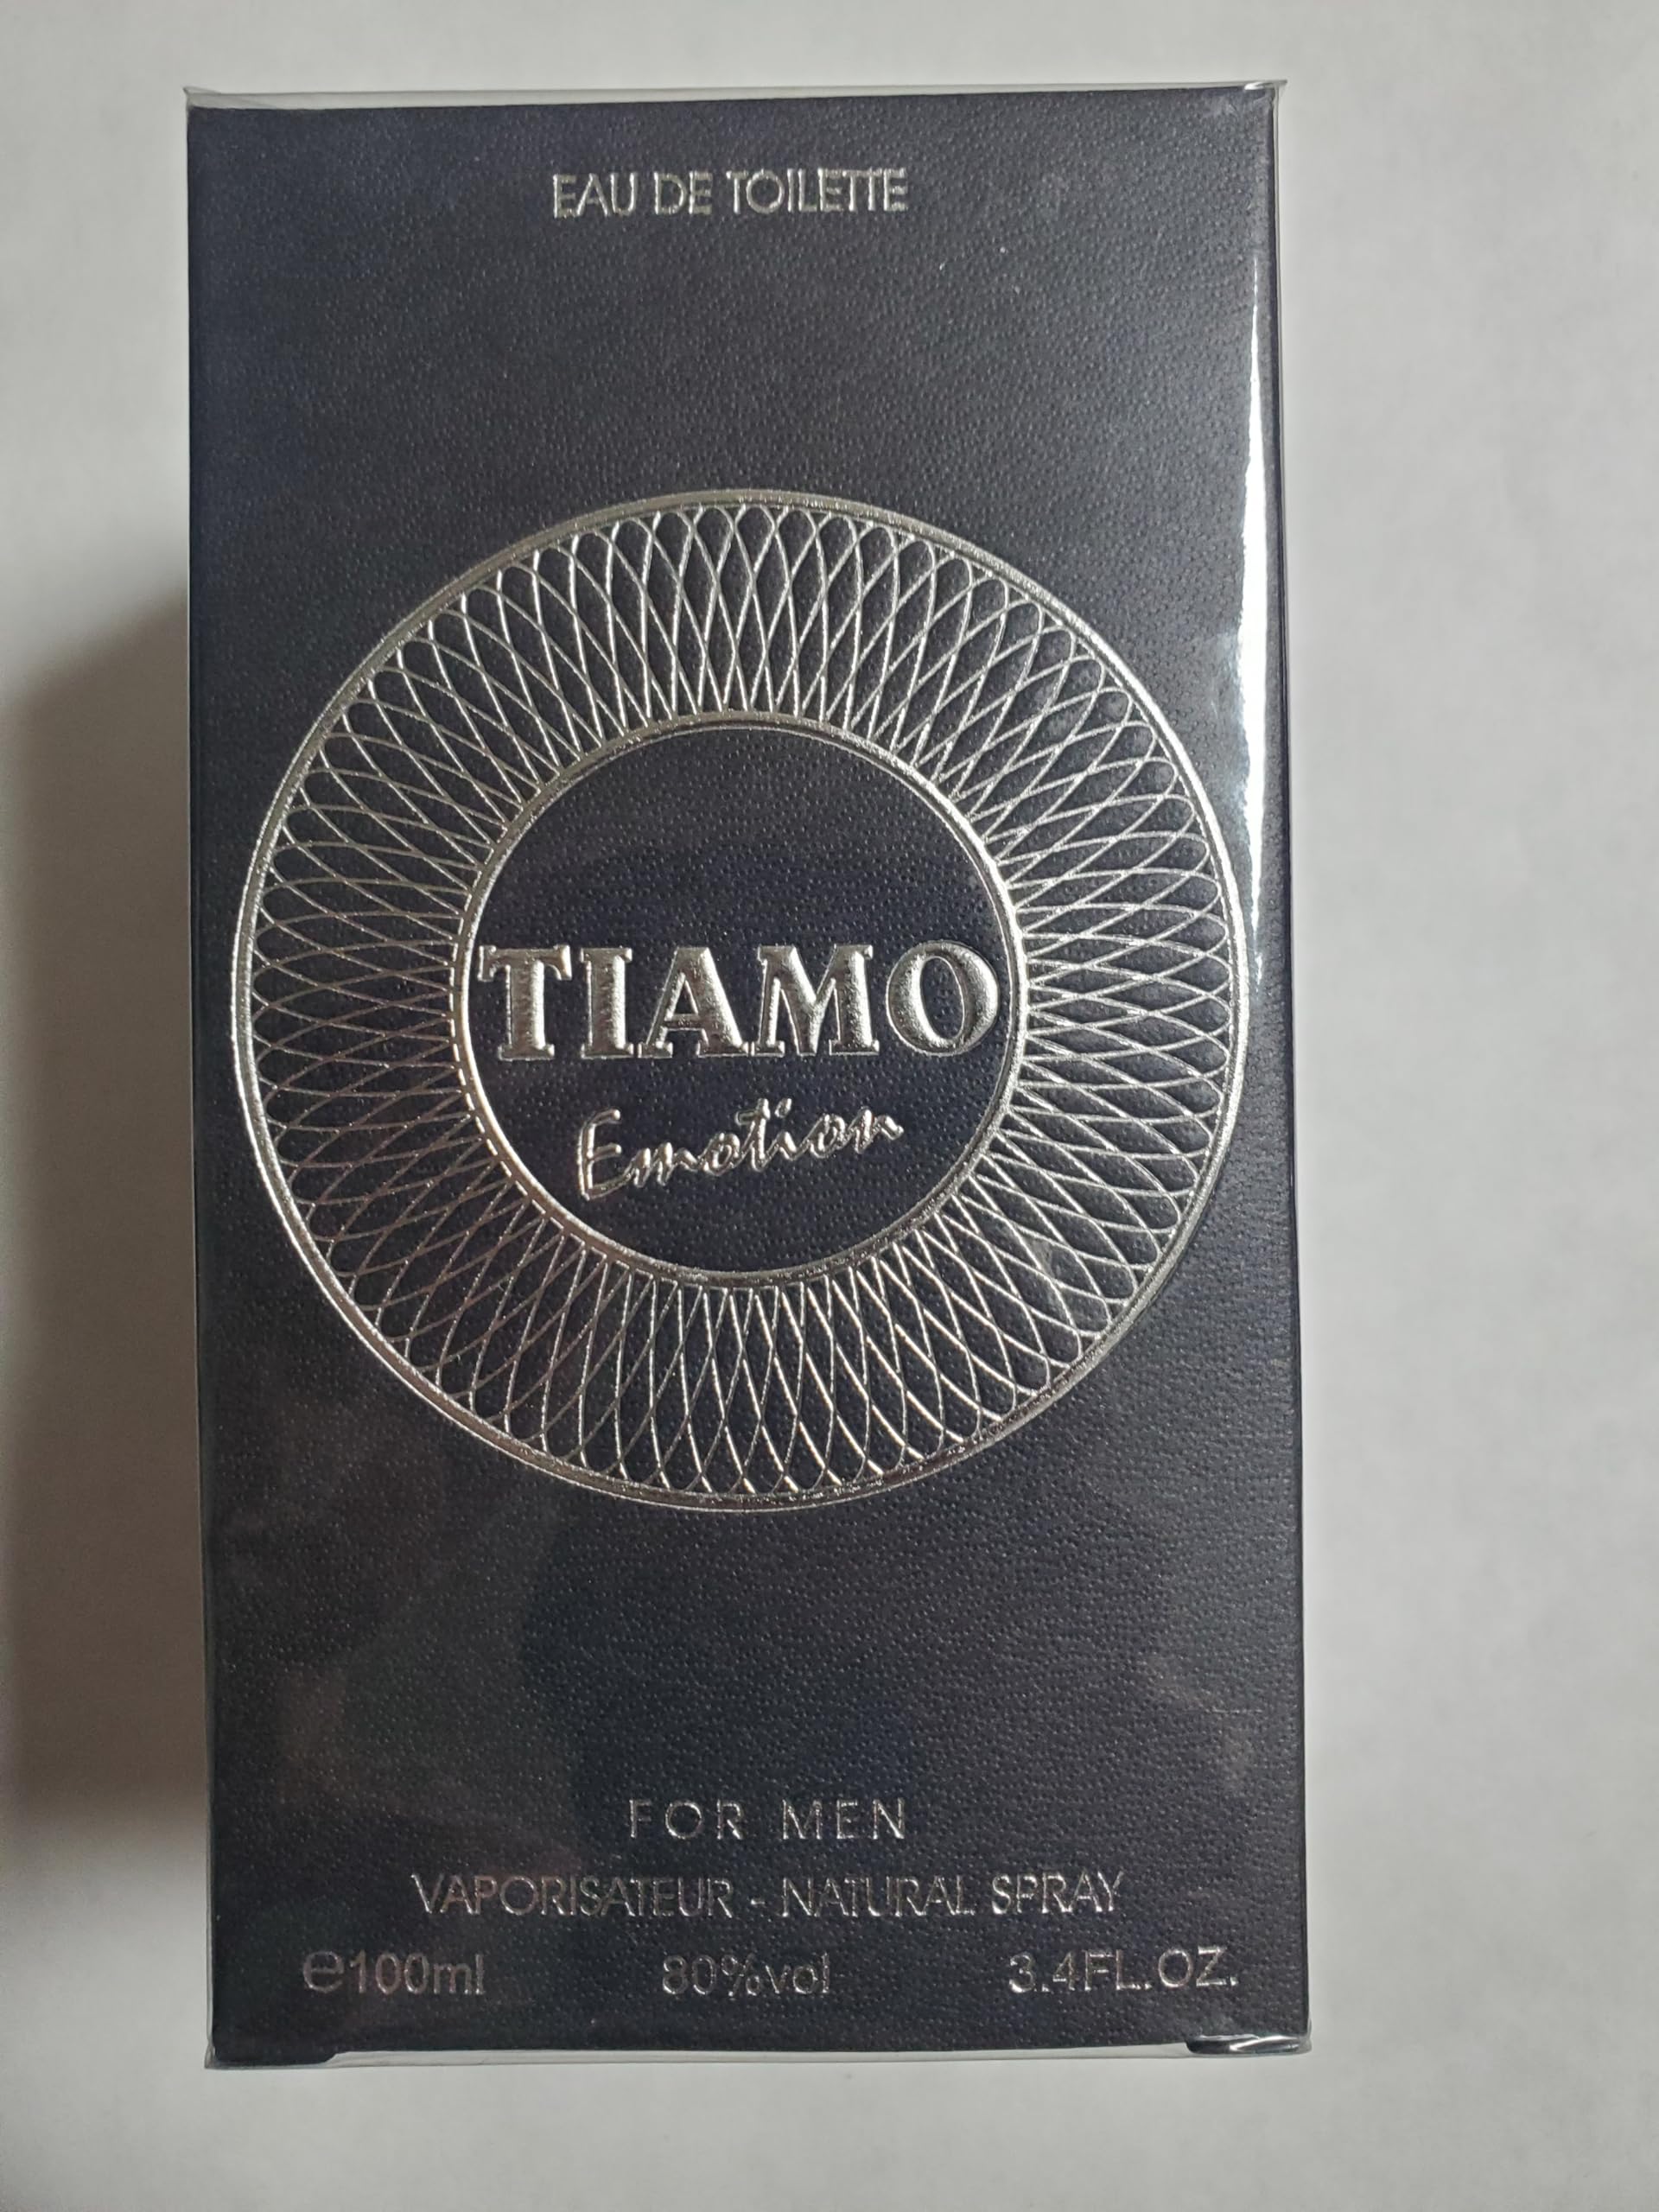 EAU DE TOILETTE
TIAMO
Emotion
FOR MEN
VAPORISATEUR - NATURAL SPRAY
℮100ml 80%vol 3.4FL.OZ.